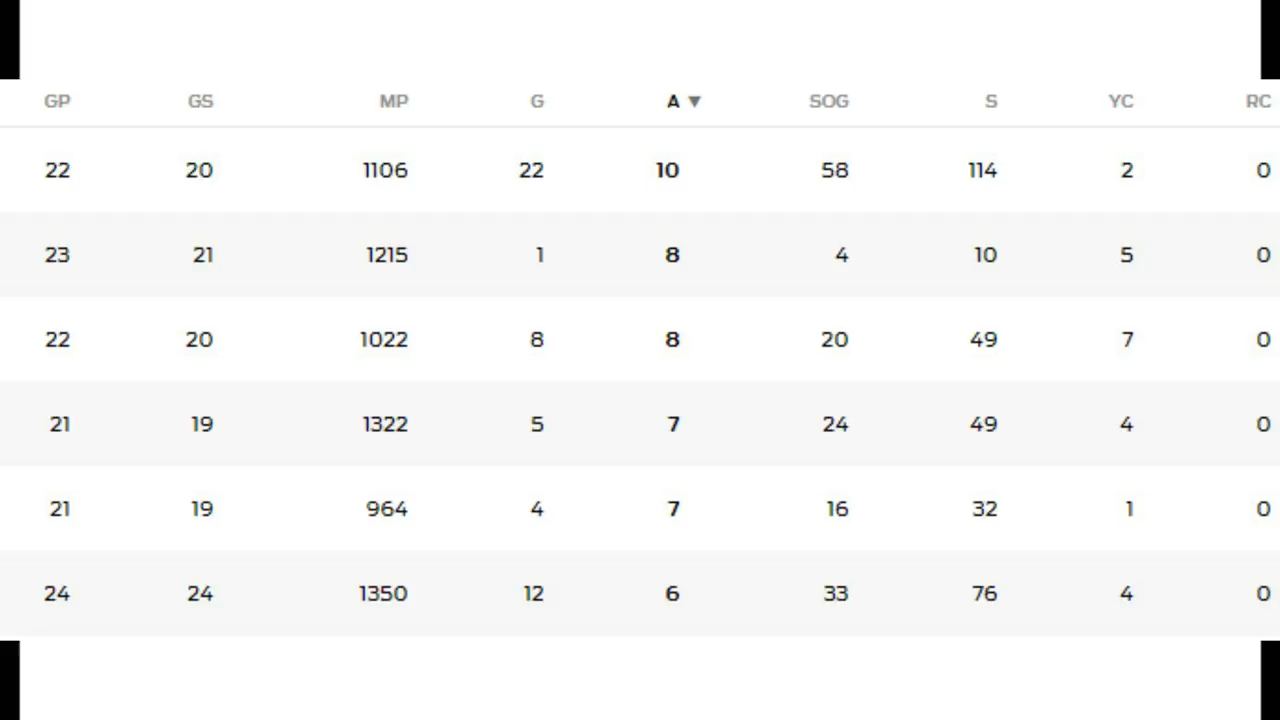 GP GS MP G A ▼ SOG S YC RC
22 20 1106 22 10 58 114 2 0
23 21 1215 1 8 4 10 5 0
22 20 1022 8 8 20 49 7 0
21 19 1322 5 7 24 49 4 0
21 19 964 4 7 16 32 1 0
24 24 1350 12 6 33 76 4 0